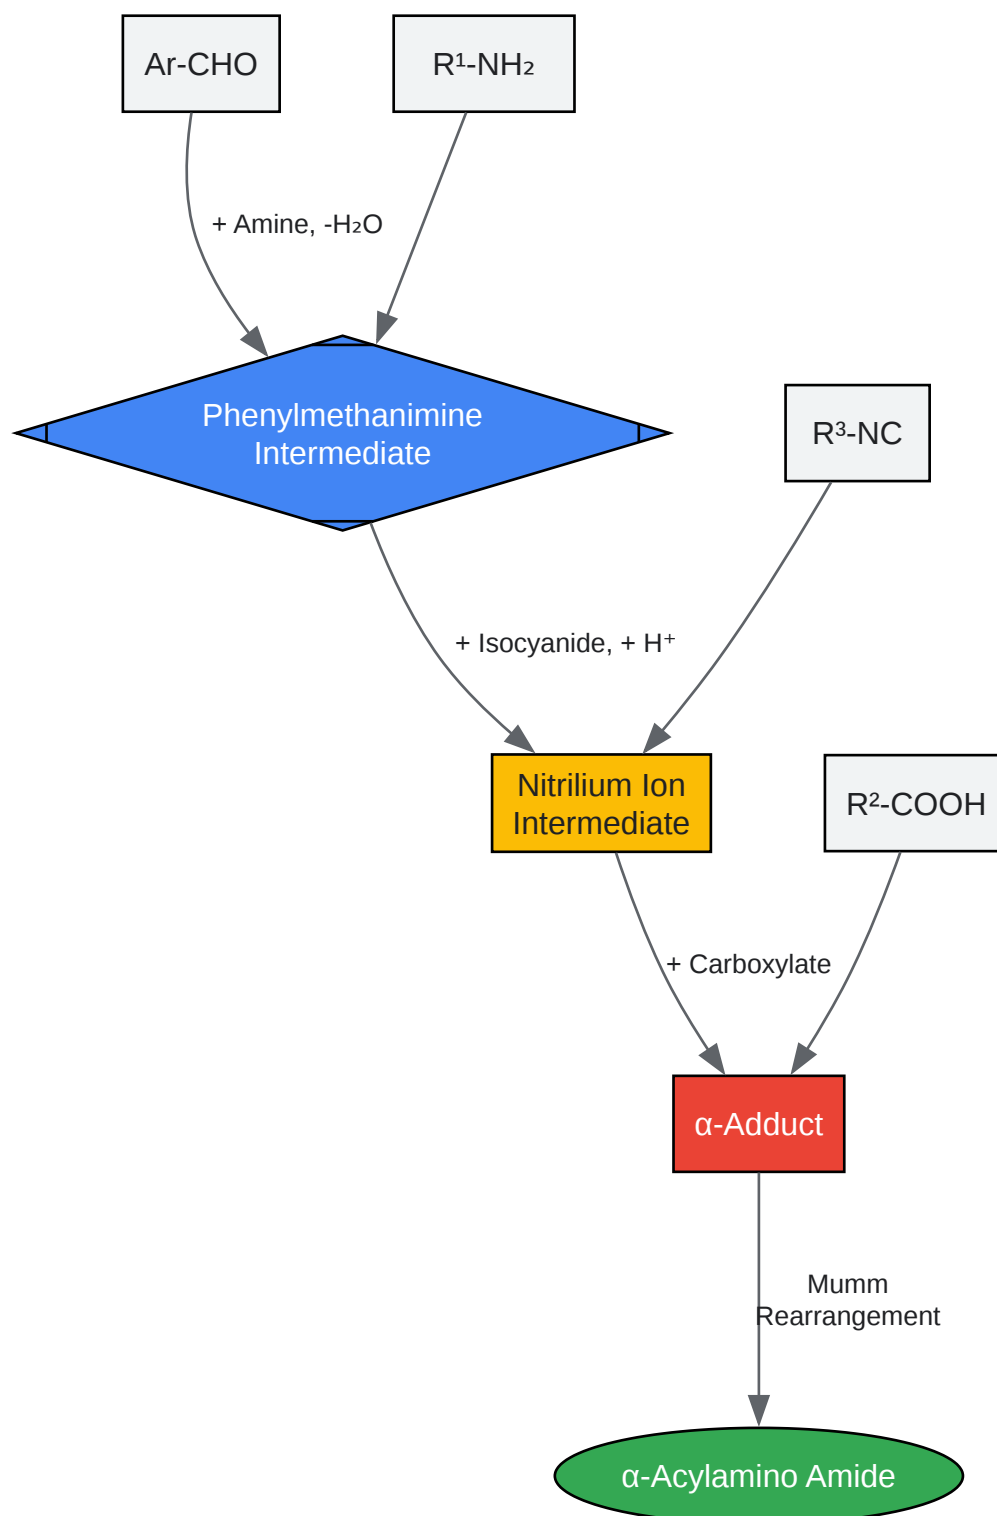 Ar-CHO
R¹-NH₂
+ Amine, -H₂O
Phenylmethanimine
Intermediate
R³-NC
+ Isocyanide, + H⁺
Nitrilium Ion
Intermediate
R²-COOH
+ Carboxylate
α-Adduct
Mumm
Rearrangement
α-Acylamino Amide